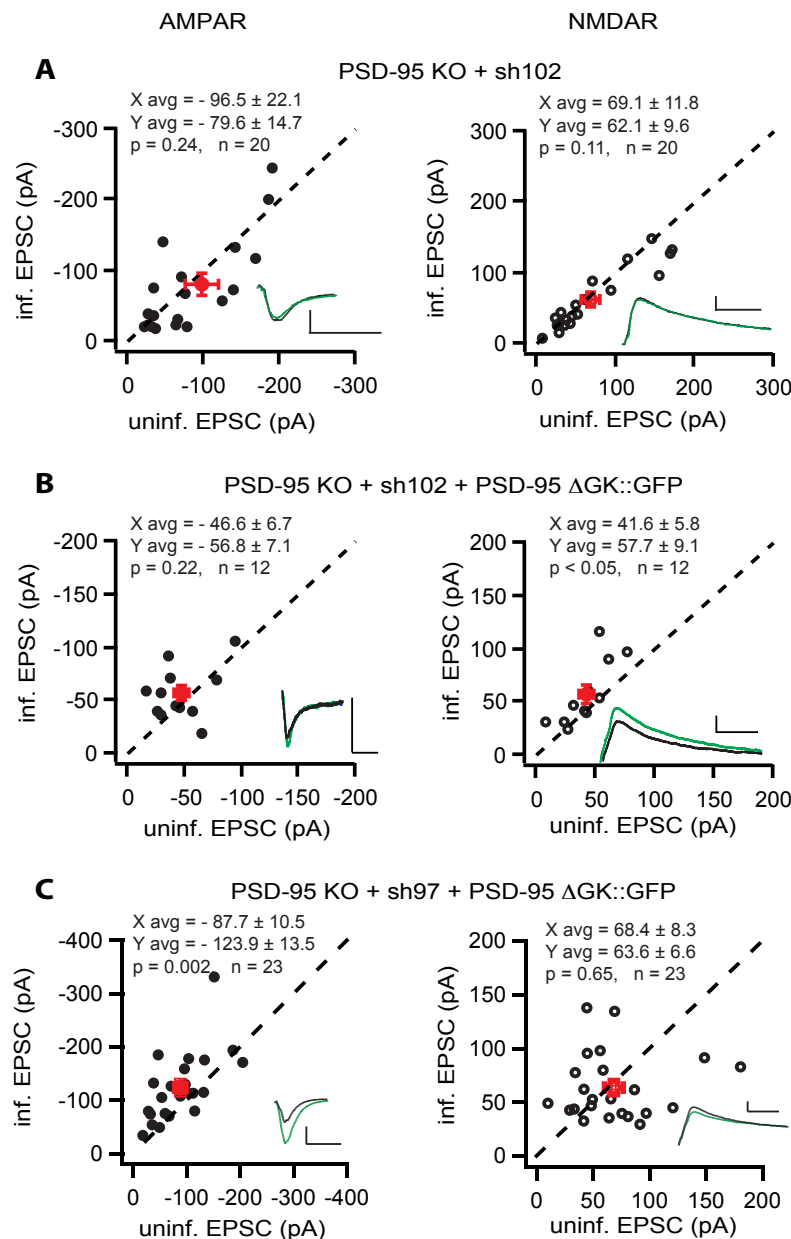 AMPAR NMDAR
A PSD-95 KO + sh102
X avg = - 96.5 ± 22.1
Y avg = - 79.6 ± 14.7
p = 0.24, n = 20
inf. EPSC (pA)
-300
-200
-100
0
0 -100 -200 -300
uninf. EPSC (pA)
X avg = 69.1 ± 11.8
Y avg = 62.1 ± 9.6
p = 0.11, n = 20
inf. EPSC (pA)
300
200
100
0
0 100 200 300
uninf. EPSC (pA)
B PSD-95 KO + sh102 + PSD-95 ΔGK::GFP
X avg = - 46.6 ± 6.7
Y avg = - 56.8 ± 7.1
p = 0.22, n = 12
inf. EPSC (pA)
-200
-150
-100
-50
0
0 -50 -100 -150 -200
uninf. EPSC (pA)
X avg = 41.6 ± 5.8
Y avg = 57.7 ± 9.1
p < 0.05, n = 12
inf. EPSC (pA)
200
150
100
50
0
0 50 100 150 200
uninf. EPSC (pA)
C PSD-95 KO + sh97 + PSD-95 ΔGK::GFP
X avg = - 87.7 ± 10.5
Y avg = - 123.9 ± 13.5
p = 0.002 n = 23
inf. EPSC (pA)
-400
-300
-200
-100
0
0 -100 -200 -300 -400
uninf. EPSC (pA)
X avg = 68.4 ± 8.3
Y avg = 63.6 ± 6.6
p = 0.65, n = 23
inf. EPSC (pA)
200
150
100
50
0
0 50 100 150 200
uninf. EPSC (pA)